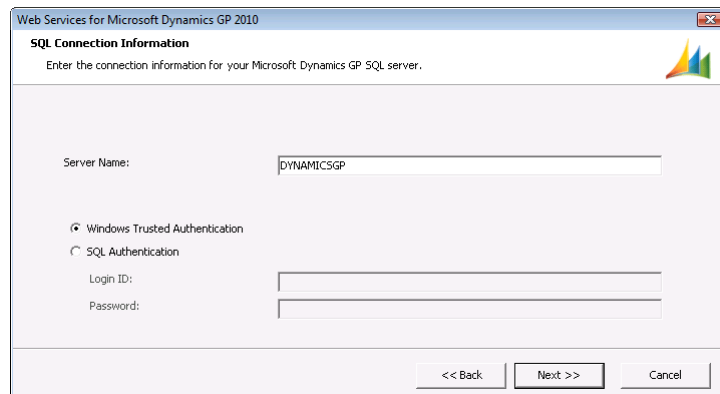 Web Services for Microsoft Dynamics GP 2010
SQL Connection Information
Enter the connection information for your Microsoft Dynamics GP SQL server.
Server Name:
DYNAMICSGP
Windows Trusted Authentication
SQL Authentication
Login ID:
Password:
<< Back
Next >>
Cancel